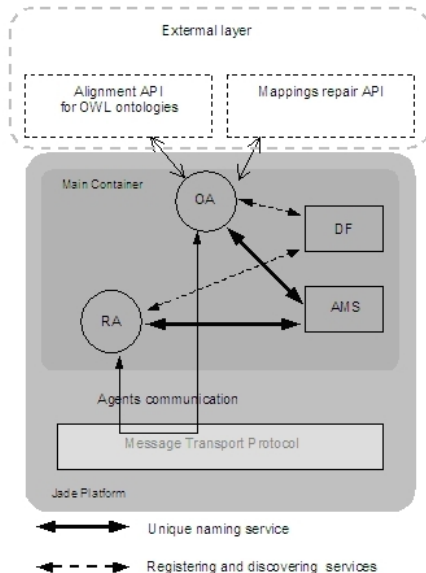 External layer
Alignment API
for OWL ontologies
Mappings repair API
Main Container
OA
DF
AMS
RA
Agents communication
Message Transport Protocol
Jade Platform
Unique naming service
Registering and discovering services